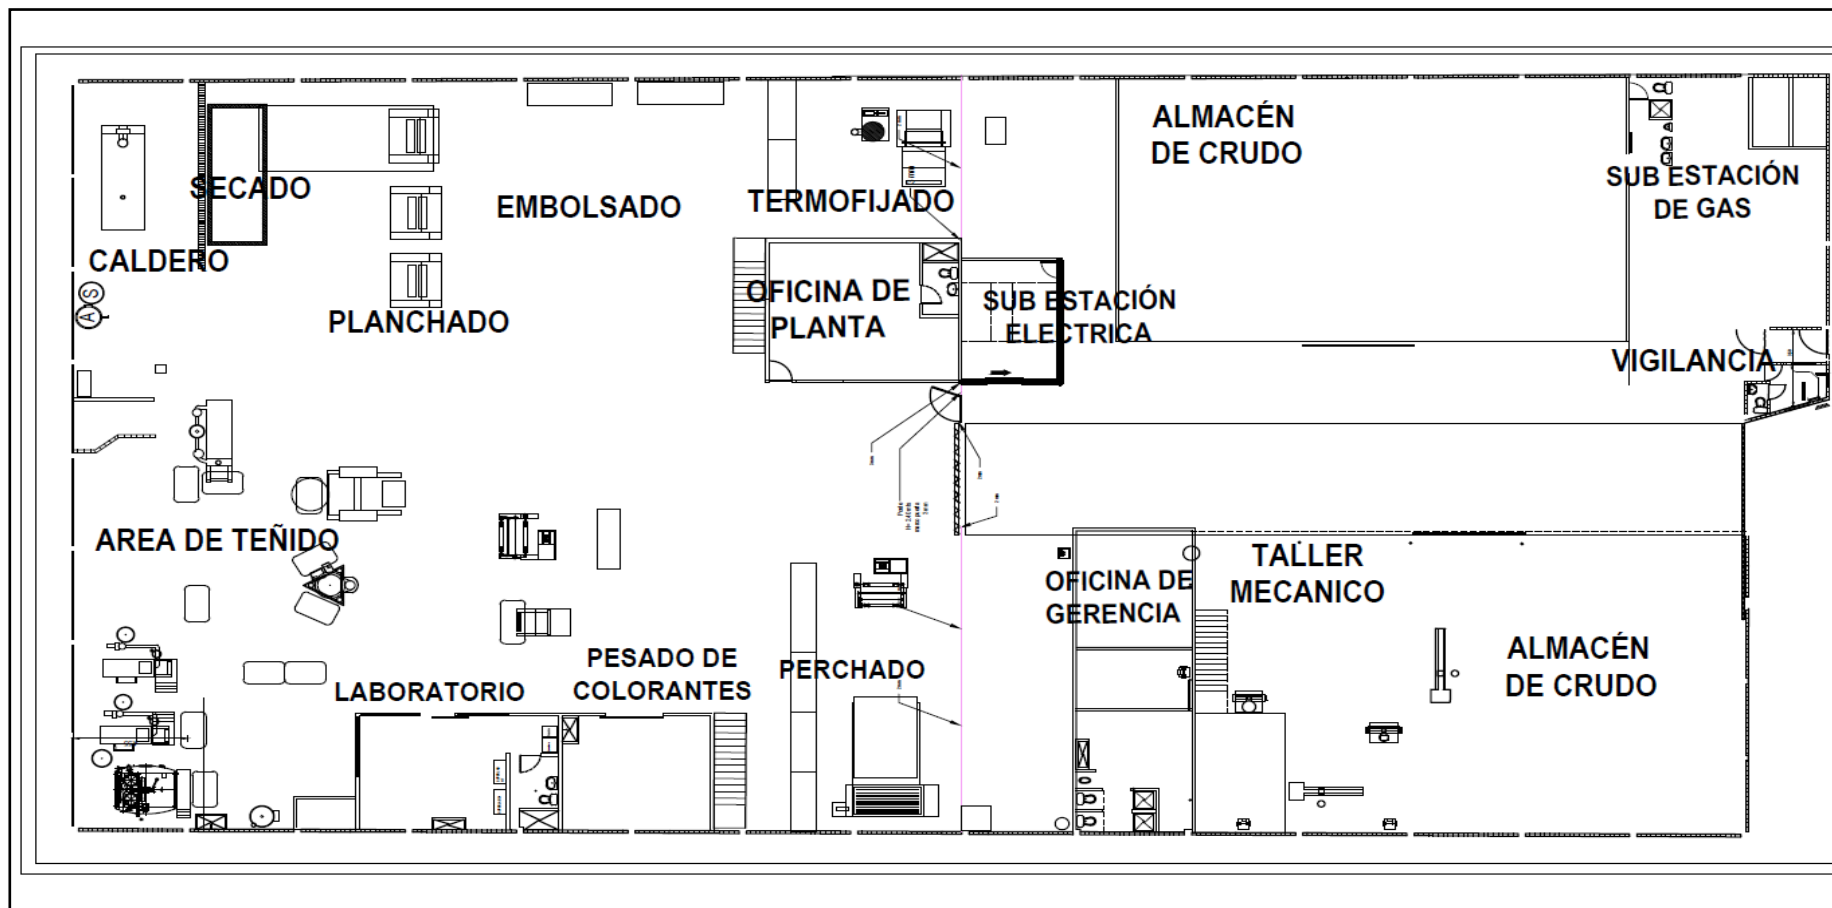 ALMACÉN
DE CRUDO
SUB ESTACIÓN
DE GAS
SECADO
EMBOLSADO
TERMOFIJADO
CALDERO
S
A
OFICINA DE
PLANTA
SUB ESTACIÓN
ELECTRICA
PLANCHADO
VIGILANCIA
AREA DE TEÑIDO
TALLER
MECANICO
OFICINA DE
GERENCIA
ALMACÉN
DE CRUDO
PESADO DE
COLORANTES
PERCHADO
LABORATORIO